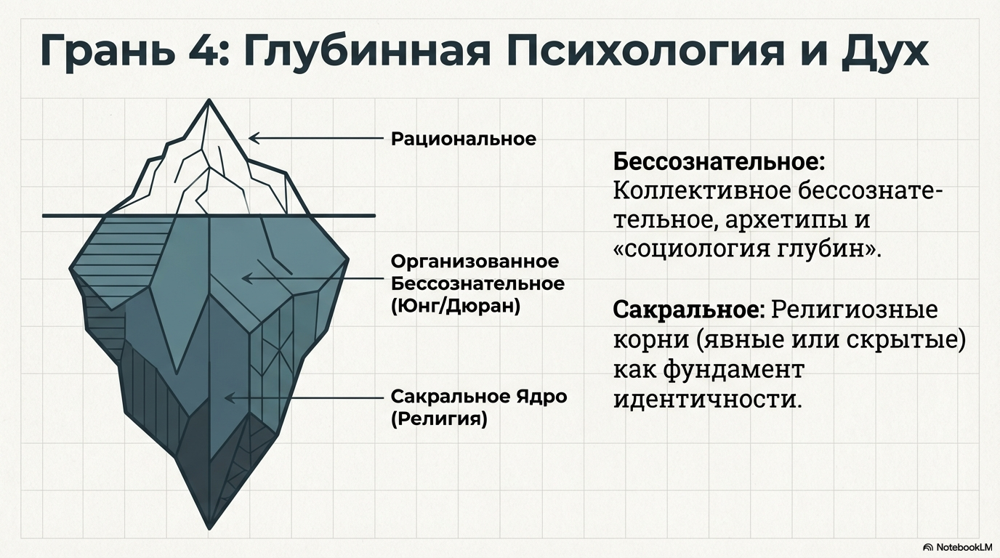 Грань 4: Глубинная Психология и Дух
Рациональное
Организованное
Бессознательное
(Юнг/Дюран)
Сакральное Ядро
(Религия)
Бессознательное:
Коллективное бессознате-
тельное, архетипы и
«социология глубин».
Сакральное: Религиозные
корни (явные или скрытые)
как фундамент
идентичности.
NotebookLM